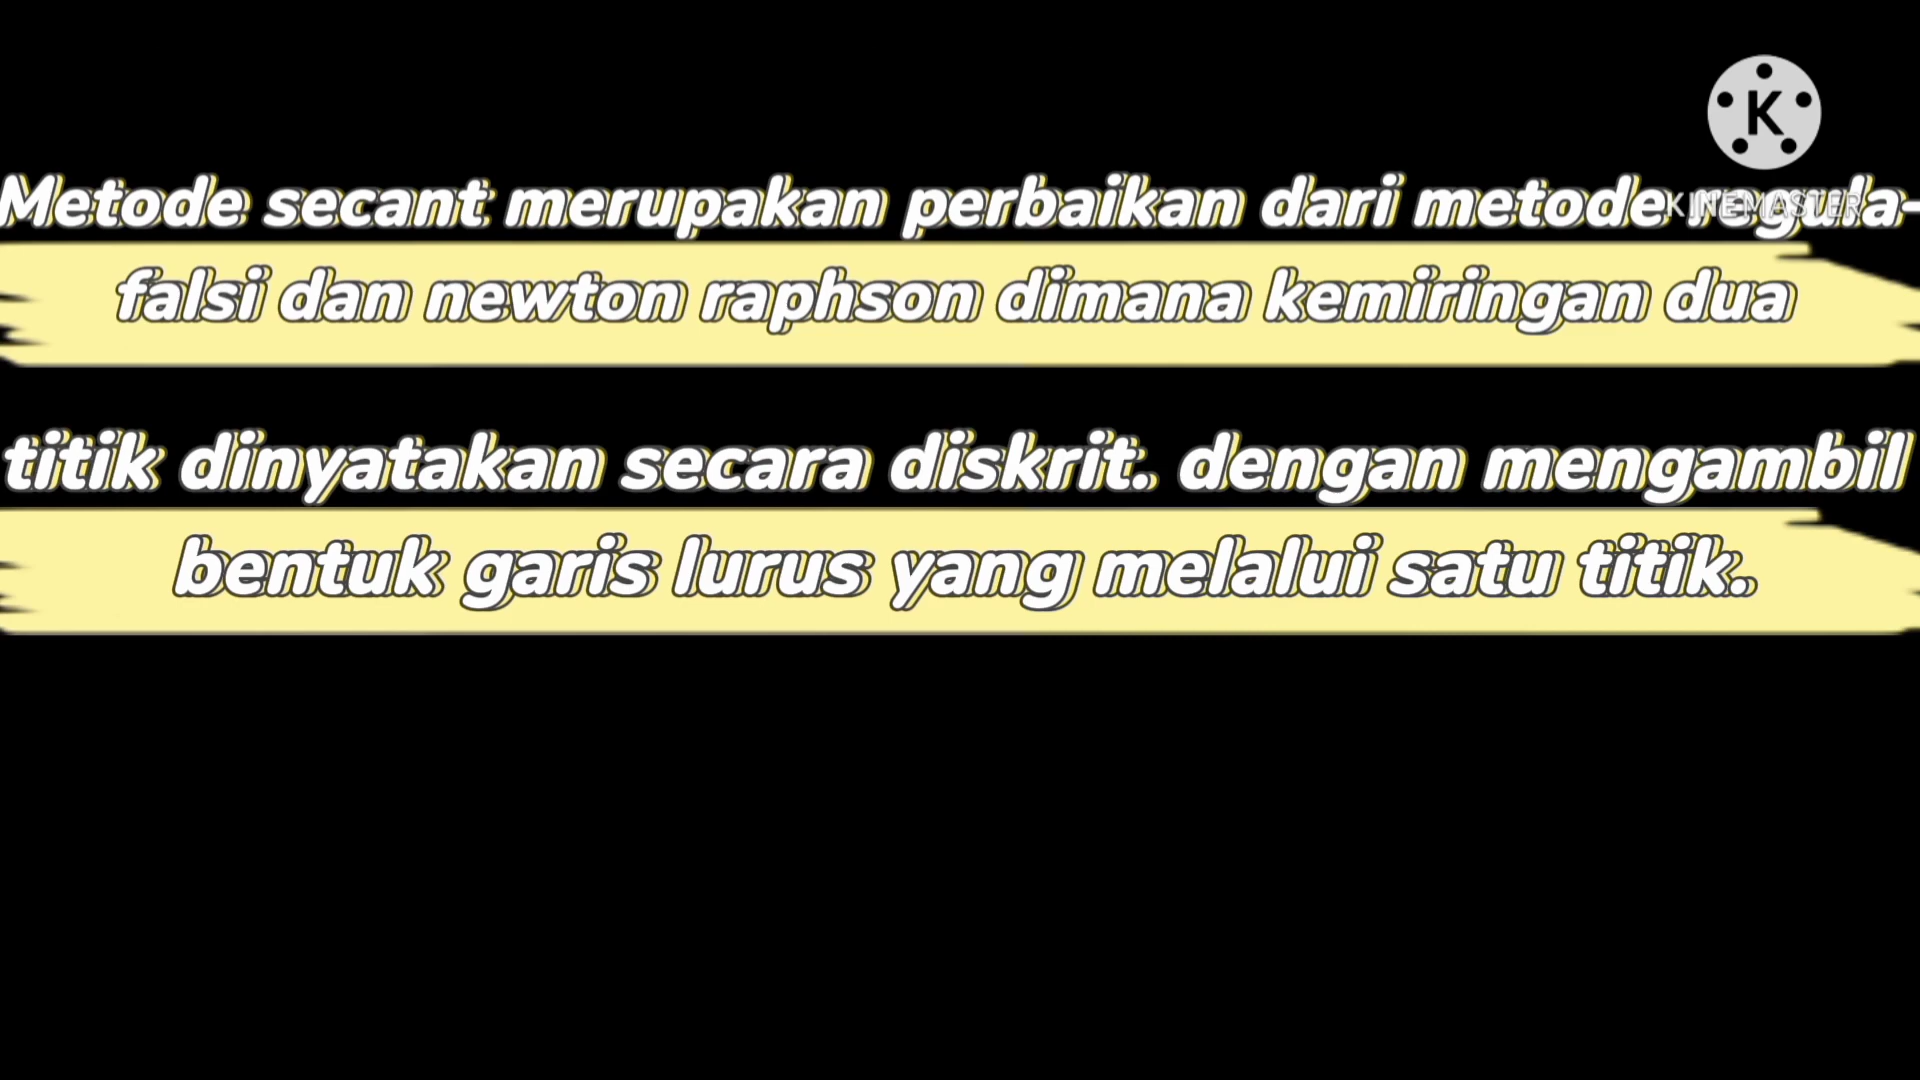 K
KINEMASTER
Metode secant merupakan perbaikan dari metode regula-
falsi dan newton raphson dimana kemiringan dua
titik dinyatakan secara diskrit. dengan mengambil
bentuk garis lurus yang melalui satu titik.